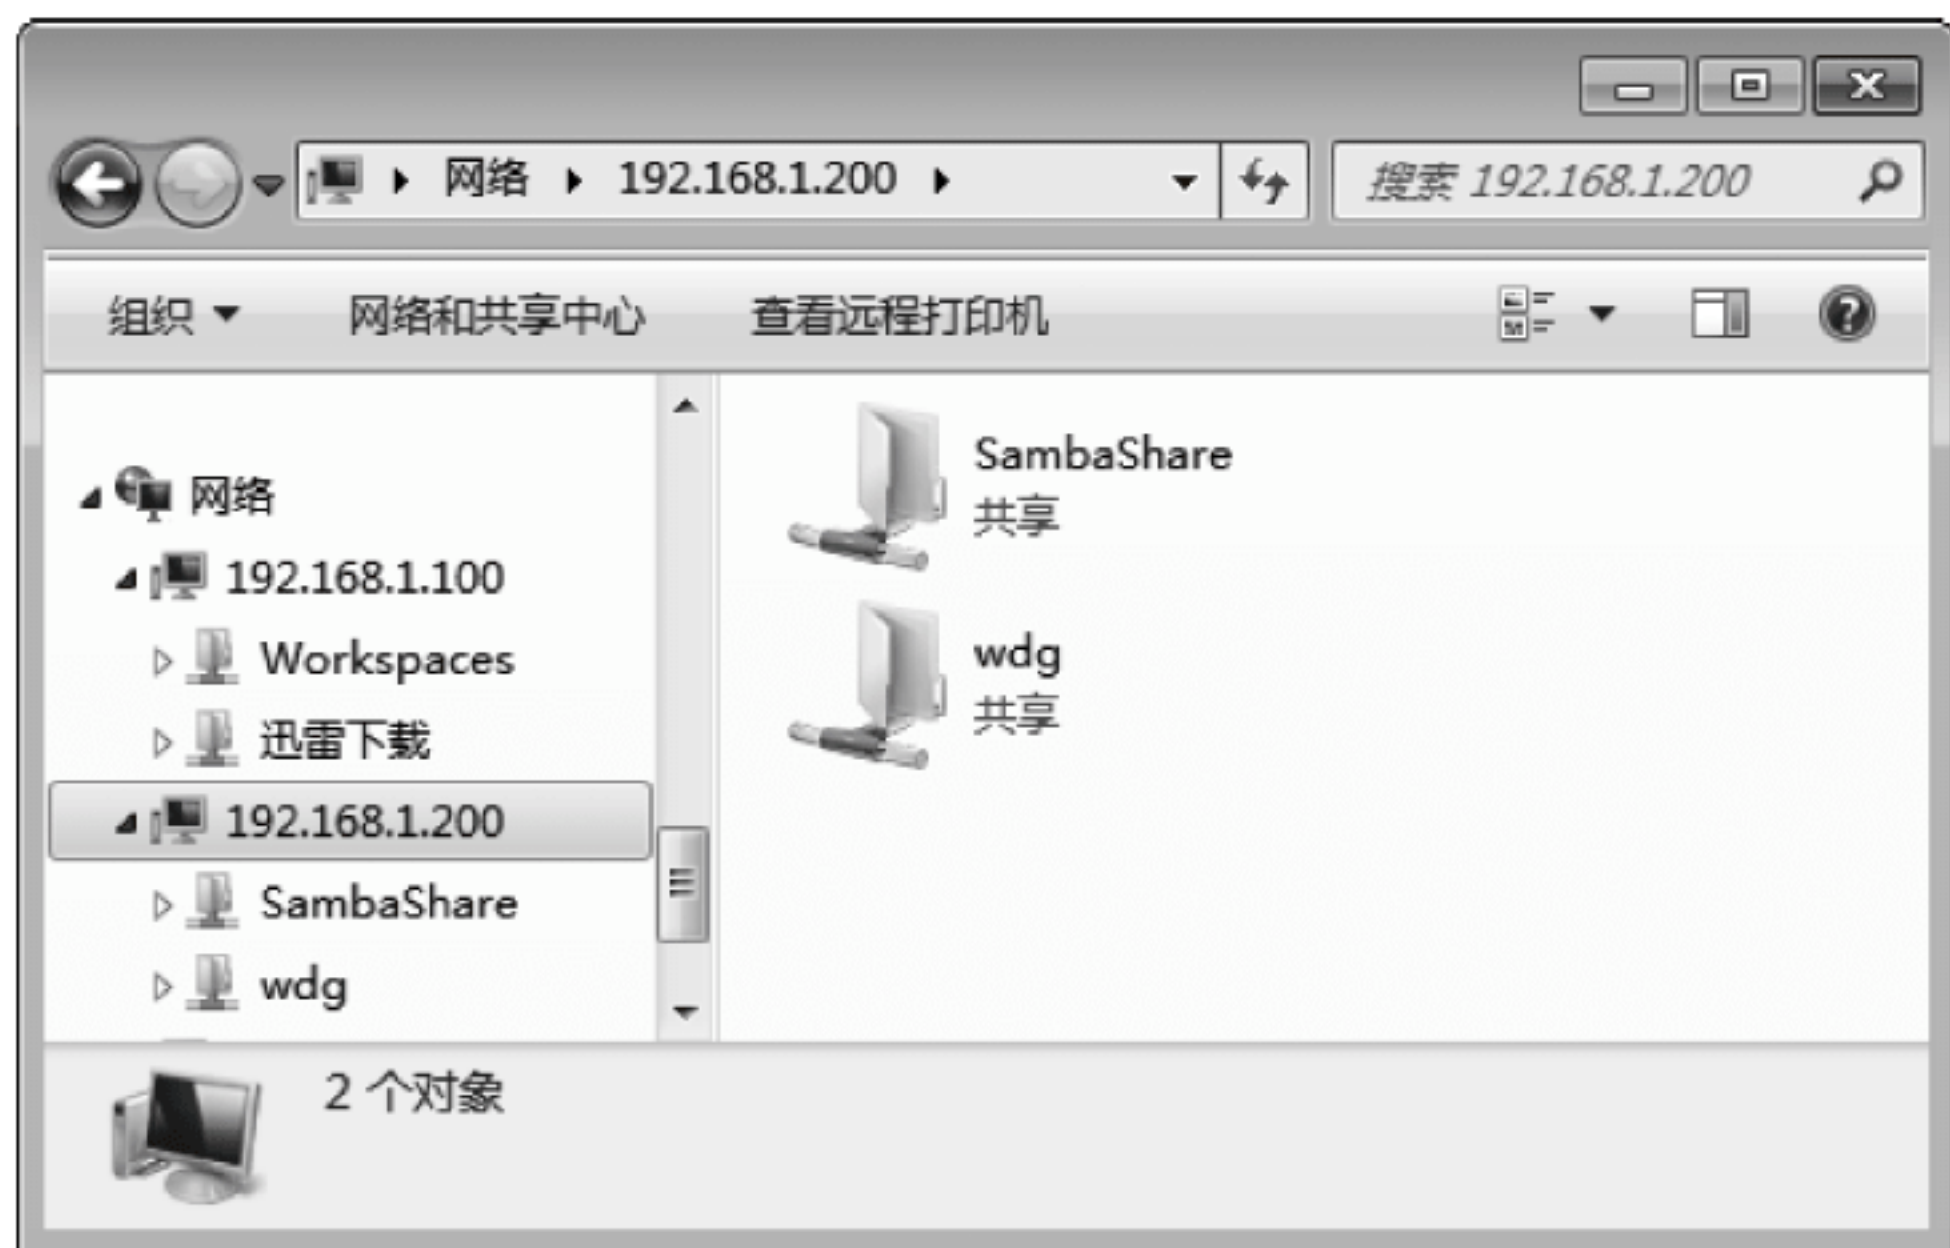 网络 192.168.1.200
搜索 192.168.1.200
组织 网络和共享中心 查看远程打印机
网络
192.168.1.100
Workspaces
迅雷下载
192.168.1.200
SambaShare
wdg
SambaShare
共享
wdg
共享
2 个对象